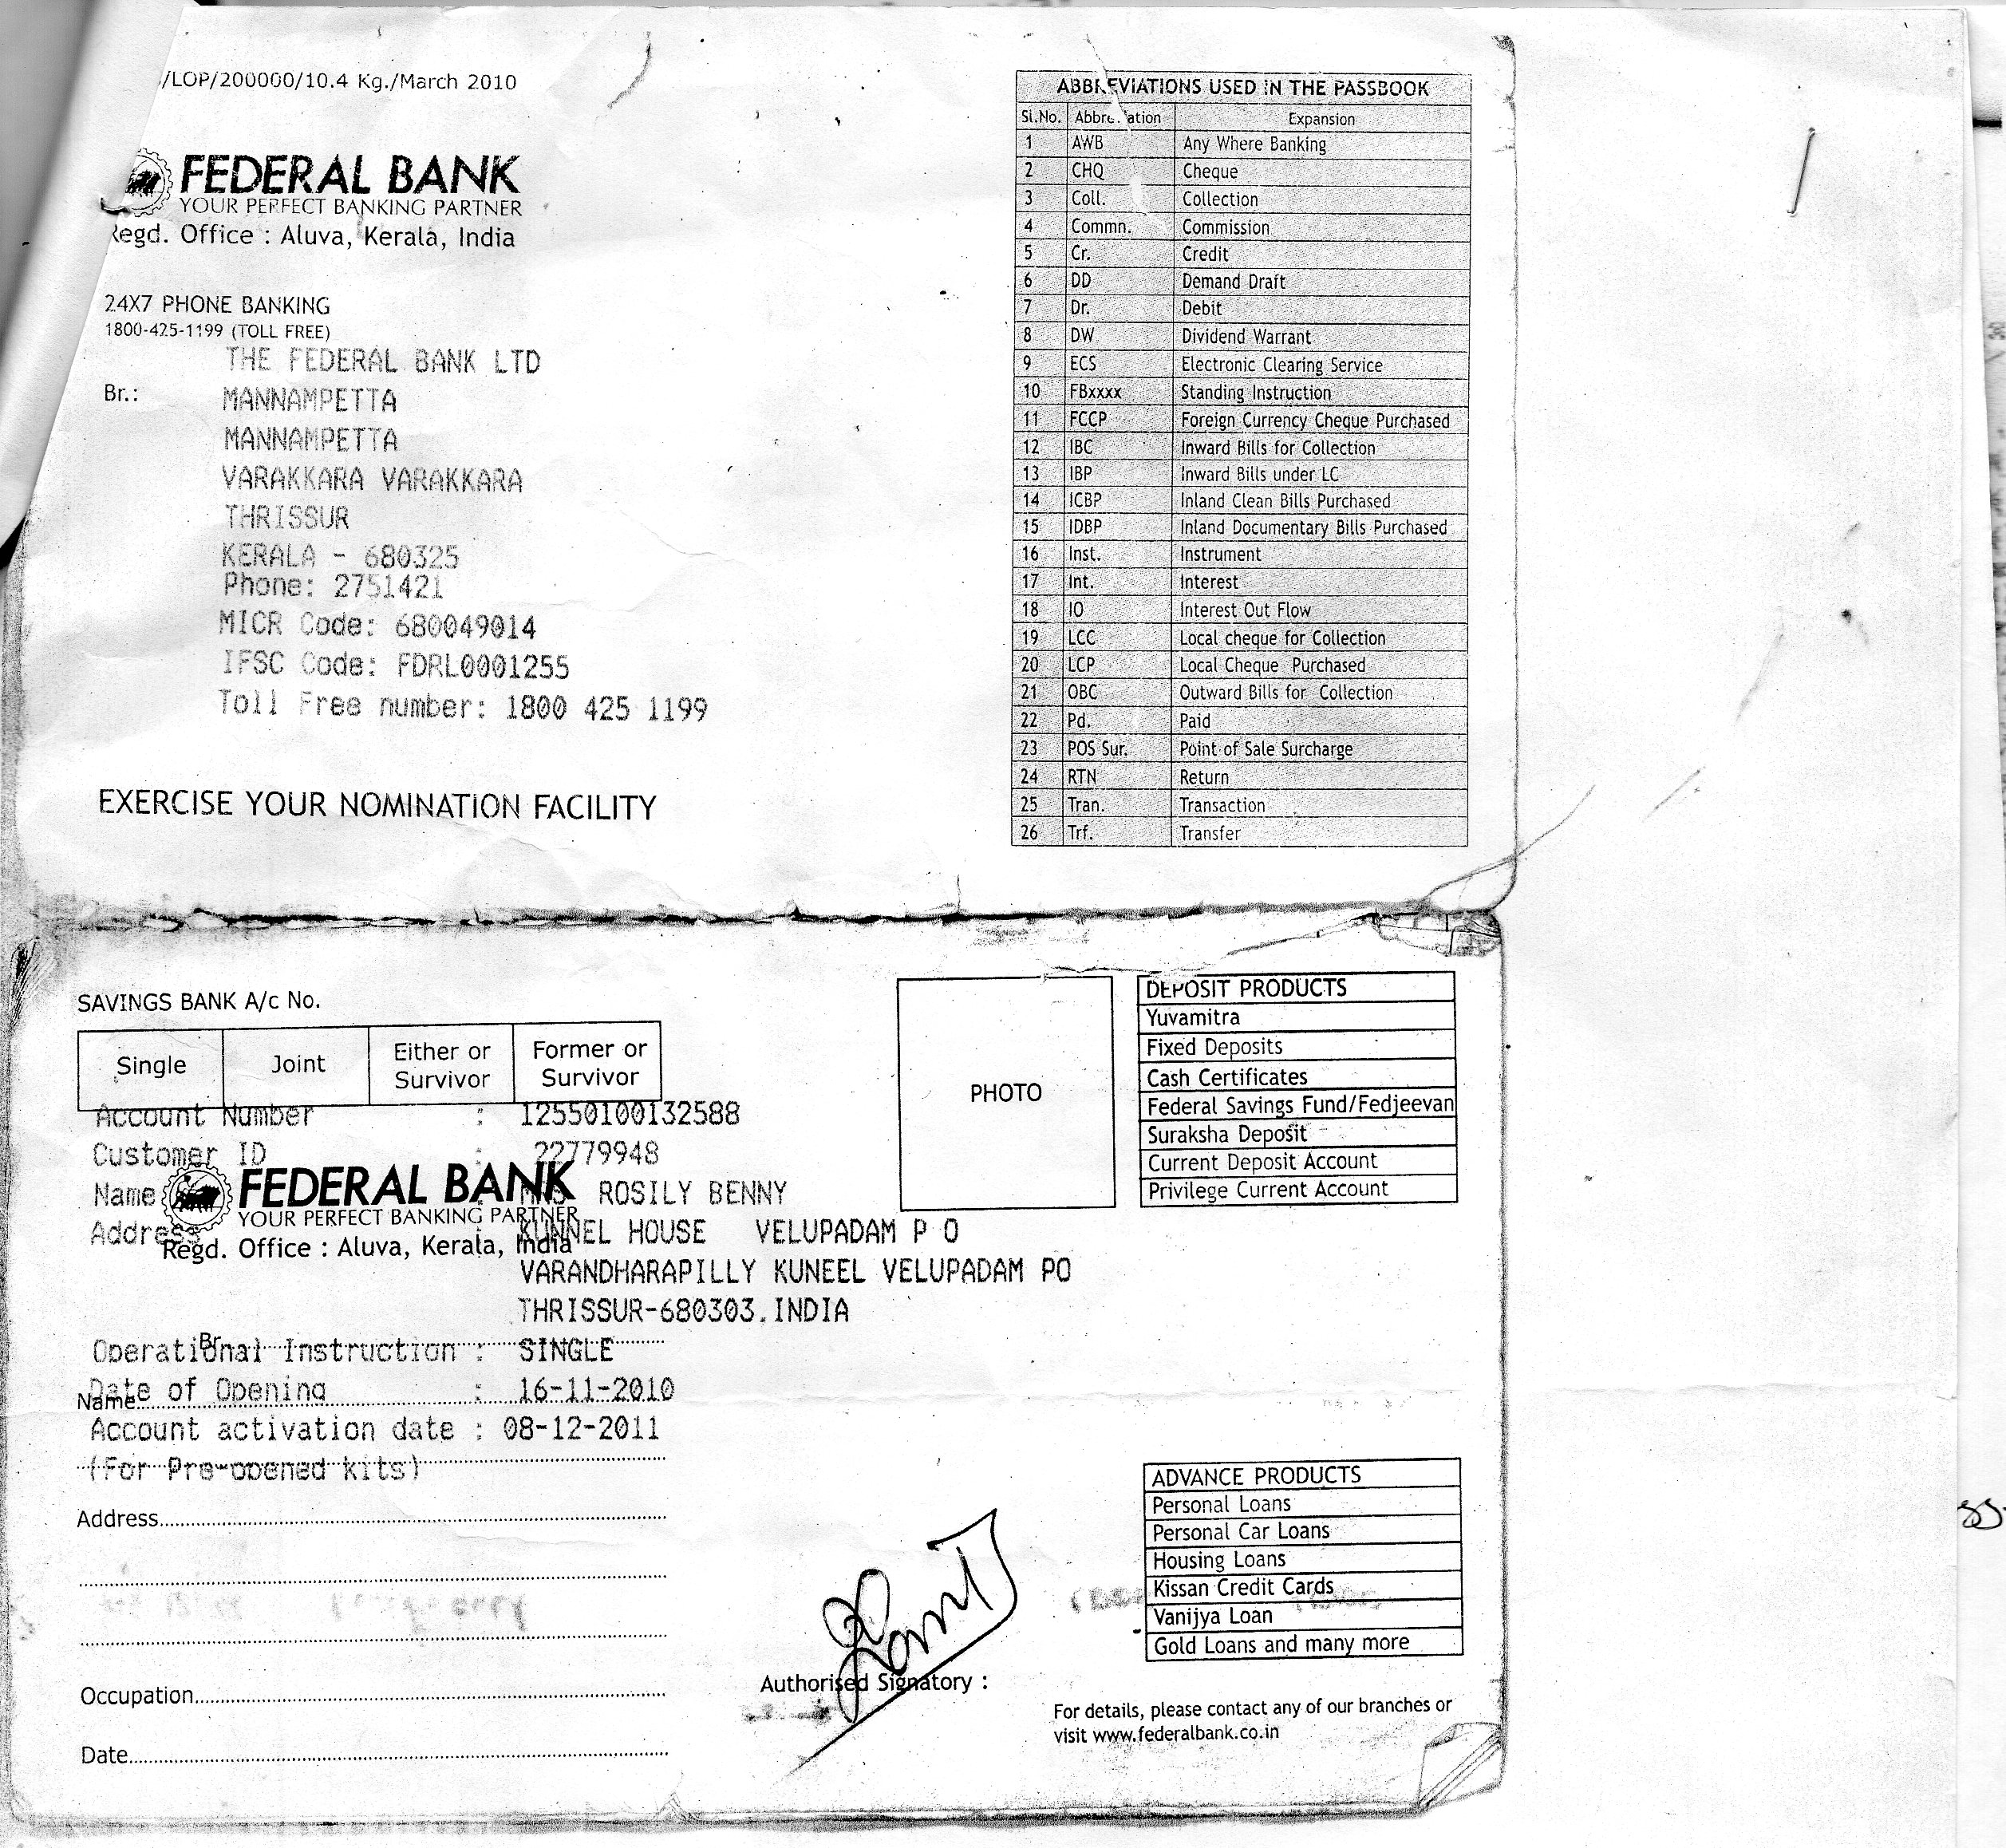 /LOP/200000/10.4 Kg./March 2010
FEDERAL BANK
YOUR PERFECT BANKING PARTNER
Regd. Office : Aluva, Kerala, India
24X7 PHONE BANKING
1800-425-1199 (TOLL FREE)
THE FEDERAL BANK LTD
Br.: MANNAMPETTA
MANNAMPETTA
VARAKKARA VARAKKARA
THRISSUR
KERALA - 680325
Phone: 2751421
MICR Code: 680049014
IFSC Code: FDRL0001255
Toll Free number: 1800 425 1199
EXERCISE YOUR NOMINATION FACILITY
ABBREVIATIONS USED IN THE PASSBOOK
Sl.No. Abbreviation Expansion
1 AWB Any Where Banking
2 CHQ Cheque
3 Coll. Collection
4 Commn. Commission
5 Cr. Credit
6 DD Demand Draft
7 Dr. Debit
8 DW Dividend Warrant
9 ECS Electronic Clearing Service
10 FBxxxx Standing Instruction
11 FCCP Foreign Currency Cheque Purchased
12 IBC Inward Bills for Collection
13 IBP Inward Bills under LC
14 ICBP Inland Clean Bills Purchased
15 IDBP Inland Documentary Bills Purchased
16 Inst. Instrument
17 Int. Interest
18 IO Interest Out Flow
19 LCC Local cheque for Collection
20 LCP Local Cheque Purchased
21 OBC Outward Bills for Collection
22 Pd. Paid
23 POS Sur. Point of Sale Surcharge
24 RTN Return
25 Tran. Transaction
26 Trf. Transfer
SAVINGS BANK A/c No.
Single Joint Either or Survivor Former or Survivor
Account Number : 12550100132588
Customer ID : 22779948
Name : MRS ROSILY BENNY
Address : KUNNEL HOUSE VELUPADAM P O
VARANDHARAPILLY KUNEEL VELUPADAM PO
THRISSUR-680303.INDIA
FEDERAL BANK
YOUR PERFECT BANKING PARTNER
Regd. Office : Aluva, Kerala, India
Br.
Operational Instruction : SINGLE
Date of Opening : 16-11-2010
Name
Account activation date : 08-12-2011
(For Pre-opened kits)
Address
Occupation
Date
PHOTO
Authorised Signatory :
DEPOSIT PRODUCTS
Yuvamitra
Fixed Deposits
Cash Certificates
Federal Savings Fund/Fedjeevan
Suraksha Deposit
Current Deposit Account
Privilege Current Account
ADVANCE PRODUCTS
Personal Loans
Personal Car Loans
Housing Loans
Kissan Credit Cards
Vanijya Loan
Gold Loans and many more
For details, please contact any of our branches or
visit www.federalbank.co.in